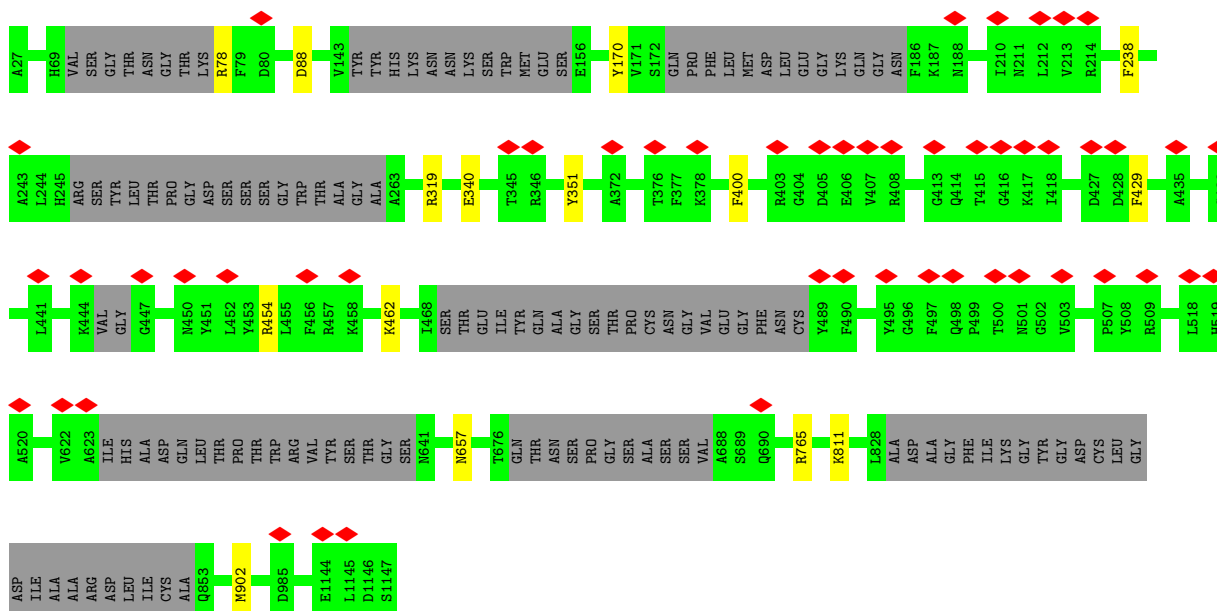 A27 H69 VAL SER GLY THR ASN GLY THR LYS R78 F79 D80 D88 V143 TYR TYR HIS LYS ASN ASN LYS SER TRP MET GLU SER E156 Y170 V171 S172 GLN PRO PHE LEU MET ASP LEU GLU GLY LYS GLN GLY ASN F186 K187 N188 I210 N211 L212 V213 R214 F238
A243 L244 H245 ARG SER TYR LEU THR PRO GLY ASP SER SER SER GLY TRP THR ALA GLY ALA A263 R319 E340 T345 R346 Y351 A372 T376 F377 K378 F400 R403 G404 D405 E406 V407 R408 G413 Q414 T415 G416 K417 I418 D427 D428 F429 A435
L441 K444 VAL GLY G447 N450 Y451 L452 Y453 R454 L455 F456 R457 K458 K462 I468 SER THR GLU ILE TYR GLN ALA GLY SER THR PRO CYS ASN GLY VAL GLU GLY PHE ASN CYS Y489 F490 Y495 G496 F497 Q498 P499 T500 N501 G502 V503 P507 Y508 R509 L518 H519
A520 V622 A623 ILE HIS ALA ASP GLN LEU THR PRO THR TRP ARG VAL TYR SER THR GLY SER N641 N657 T676 GLN THR ASN SER PRO GLY SER ALA SER SER VAL A688 S689 Q690 R765 K811 L828 ALA ASP ALA GLY PHE ILE LYS GLY TYR GLY ASP CYS LEU GLY
ASP ILE ALA ALA ARG ASP LEU ILE CYS ALA Q853 M902 D985 E1144 L1145 D1146 S1147